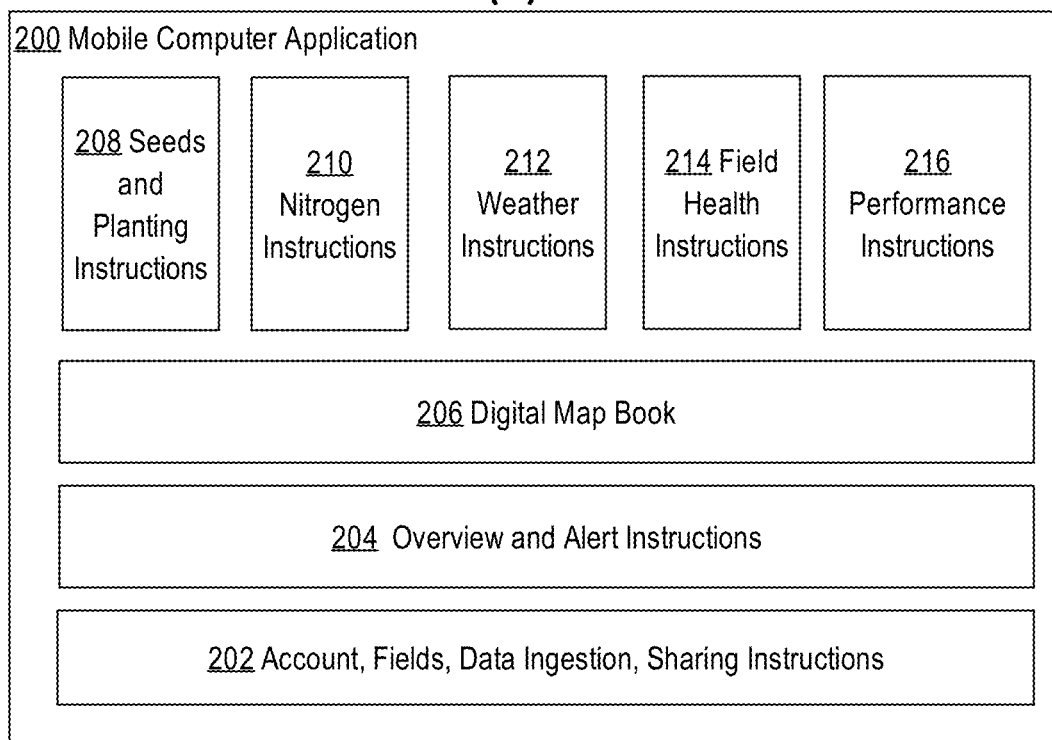 200 Mobile Computer Application
208 Seeds
and
Planting
Instructions
210
Nitrogen
Instructions
212
Weather
Instructions
214 Field
Health
Instructions
216
Performance
Instructions
206 Digital Map Book
204 Overview and Alert Instructions
202 Account, Fields, Data Ingestion, Sharing Instructions